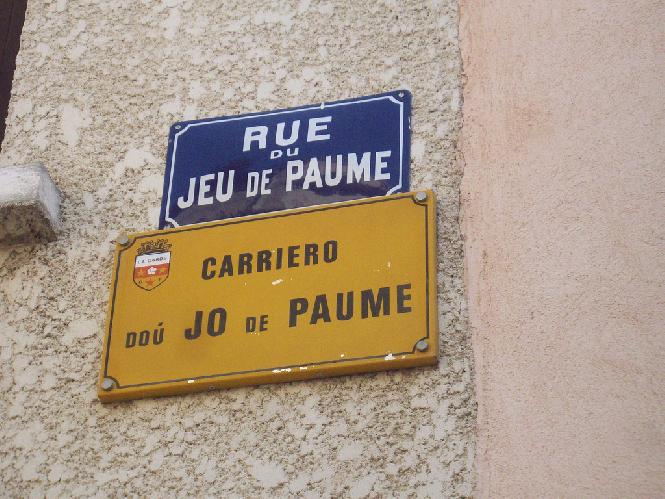 RUE
DU
JEU DE PAUME
CARRIERO
DOÚ JO DE PAUME